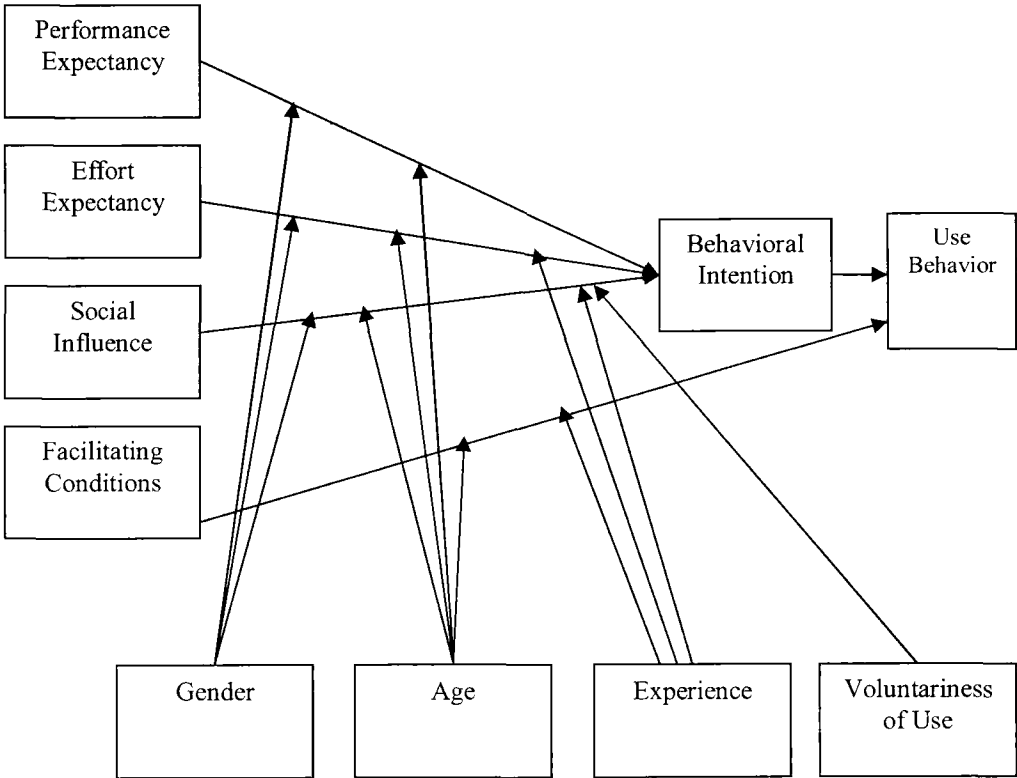 Performance
Expectancy
Effort
Expectancy
Social
Influence
Facilitating
Conditions
Behavioral
Intention
Use
Behavior
Gender
Age
Experience
Voluntariness
of Use